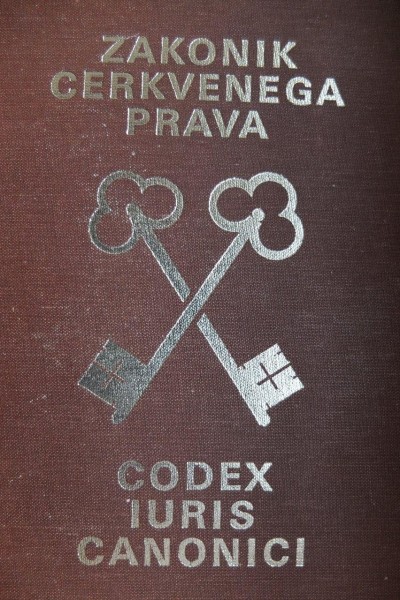 ZAKONIK
CERKVENEGA
PRAVA
CODEX
IURIS
CANONICI